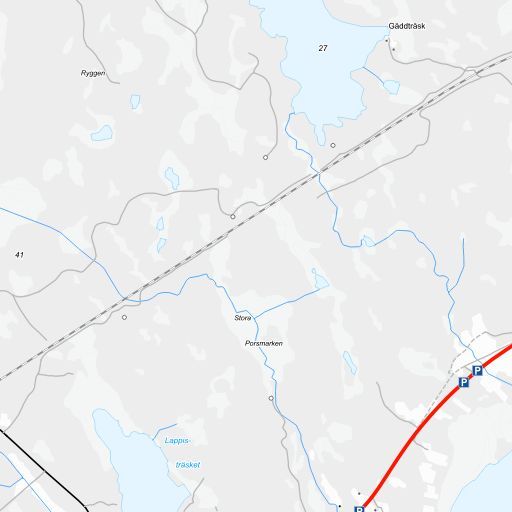 Gäddträsk
27
Ryggen
41
Stora
Porsmarken
P
P
Lappis-
träsket
P